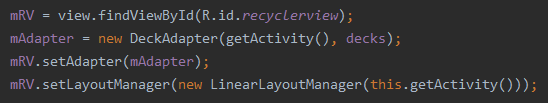 mRV = view.findViewById(R.id.recyclerview);
mAdapter = new DeckAdapter(getActivity(), decks);
mRV.setAdapter(mAdapter);
mRV.setLayoutManager(new LinearLayoutManager(this.getActivity()));